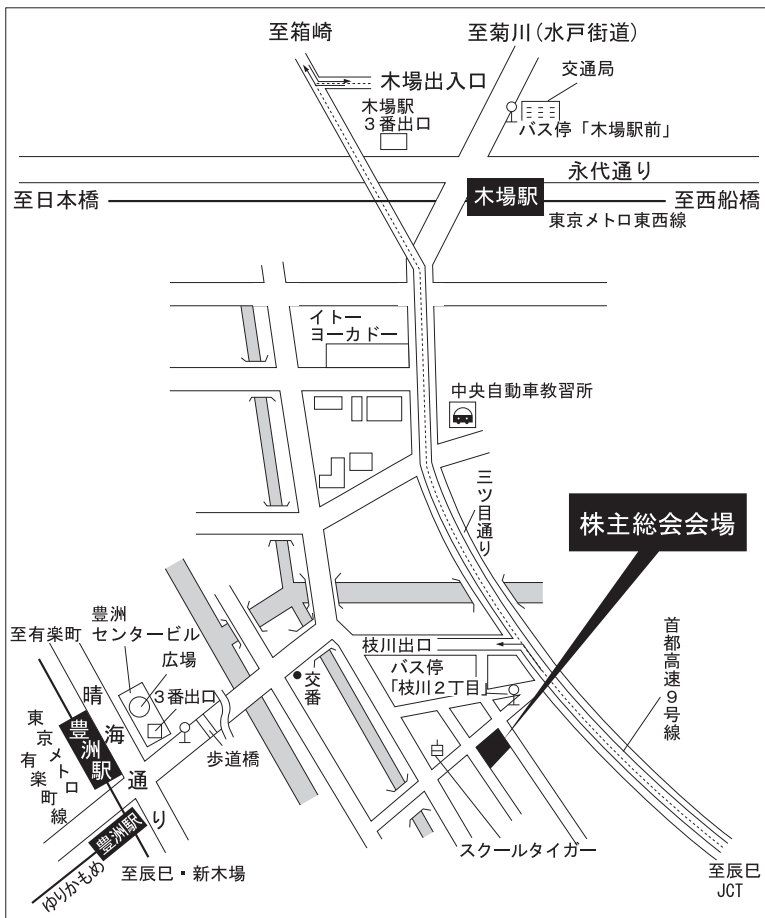 至箱崎
至菊川(水戸街道)
交通局
木場出入口
木場駅
3番出口
バス停「木場駅前」
永代通り
至日本橋
木場駅
至西船橋
東京メトロ東西線
イトー
ヨーカドー
中央自動車教習所
三ツ目通り
株主総会会場
豊洲
センタービル
至有楽町
広場
3番出口
晴海通り
豊洲駅
東京メトロ
有楽町線
歩道橋
交番
枝川出口
バス停
「枝川2丁目」
首都高速9号線
スクールタイガー
豊洲駅
ゆりかもめ
至辰巳・新木場
至辰巳
JCT